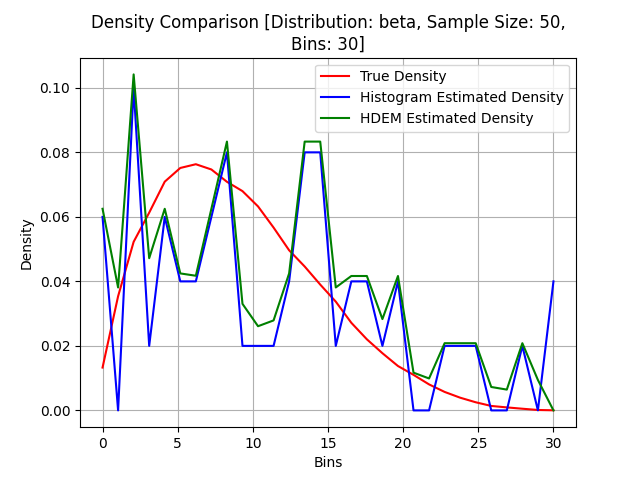 Density Comparison [Distribution: beta, Sample Size: 50,
Bins: 30]
True Density
Histogram Estimated Density
HDEM Estimated Density
Density
0.10
0.08
0.06
0.04
0.02
0.00
0 5 10 15 20 25 30
Bins